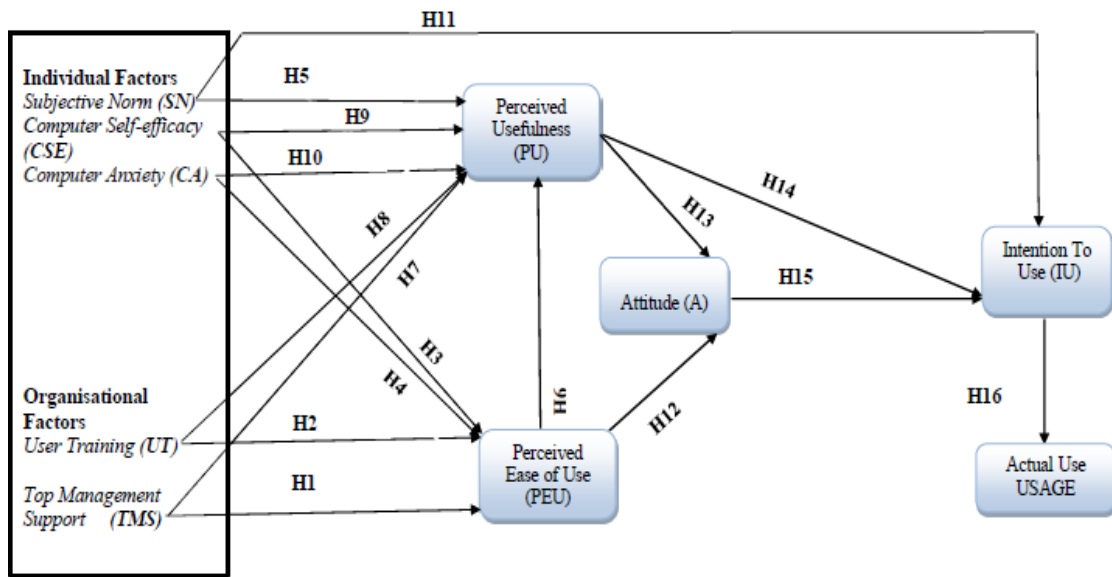 H11
Individual Factors
Subjective Norm (SN)
Computer Self-efficacy
(CSE)
Computer Anxiety (CA)
H5
H9
H10
Perceived
Usefulness
(PU)
H14
H13
H8
H7
Intention To
Use (IU)
Attitude (A)
H15
H3
H4
H6
H12
H16
Organisational
Factors
User Training (UT)
Top Management
Support (TMS)
H2
H1
Perceived
Ease of Use
(PEU)
Actual Use
USAGE